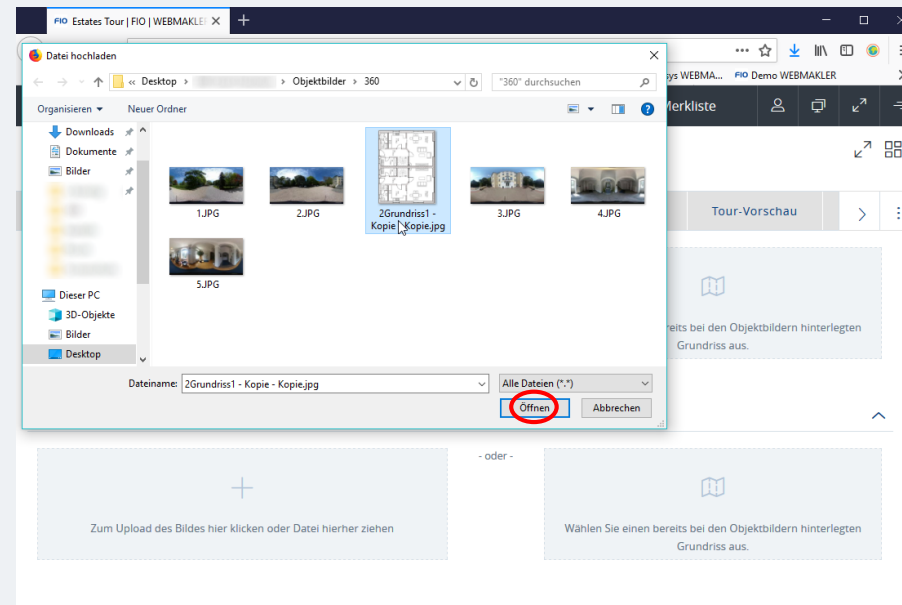 FIO Estates Tour | FIO | WEBMAKLE
Datei hochladen
« Desktop > > Objektbilder > 360
"360" durchsuchen
sys WEBMA... FIO Demo WEBMAKLER
Organisieren Neuer Ordner
Merkliste
Downloads
Dokumente
Bilder
1.JPG
2.JPG
2Grundriss1 -
Kopie - Kopie.jpg
3.JPG
4.JPG
5.JPG
Tour-Vorschau
Dieser PC
3D-Objekte
Bilder
Desktop
reits bei den Objektbildern hinterlegten
Grundriss aus.
Dateiname: 2Grundriss1 - Kopie - Kopie.jpg
Alle Dateien (*.*)
Öffnen Abbrechen
- oder -
Zum Upload des Bildes hier klicken oder Datei hierher ziehen
Wählen Sie einen bereits bei den Objektbildern hinterlegten
Grundriss aus.